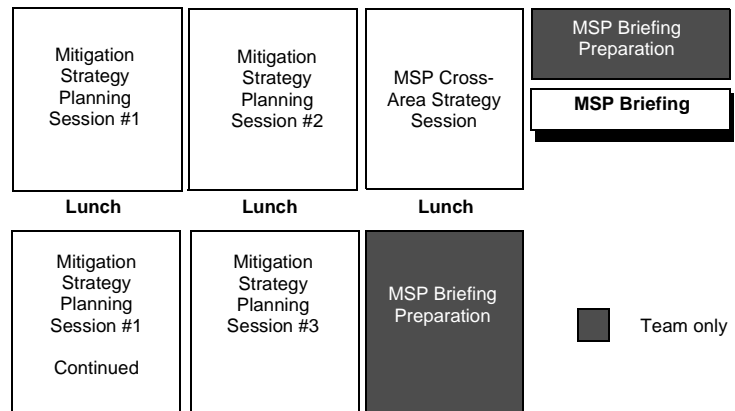 Mitigation
Strategy
Planning
Session #1
Mitigation
Strategy
Planning
Session #2
MSP Cross-
Area Strategy
Session
MSP Briefing
Preparation
MSP Briefing
Lunch
Lunch
Lunch
Mitigation
Strategy
Planning
Session #1
Continued
Mitigation
Strategy
Planning
Session #3
MSP Briefing
Preparation
Team only